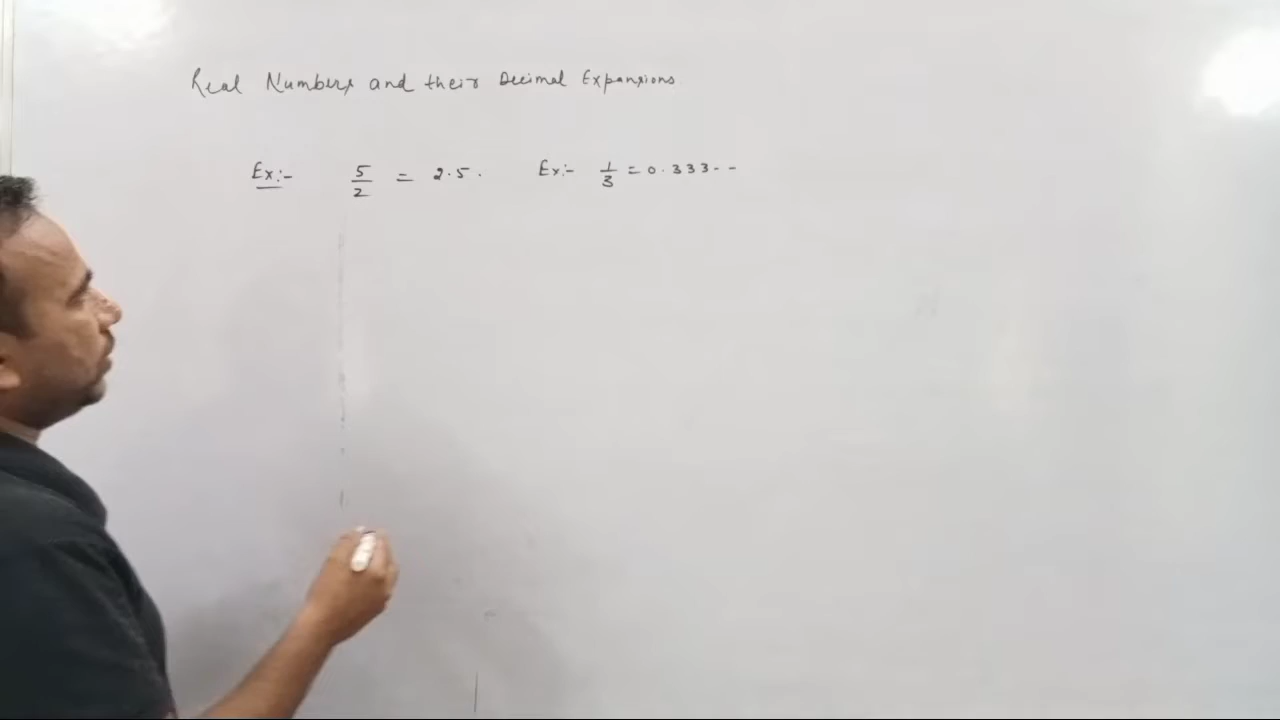 Real Numbers and their Decimal Expansions.
Ex:- 5/2 = 2.5. Ex:- 1/3 = 0.333--